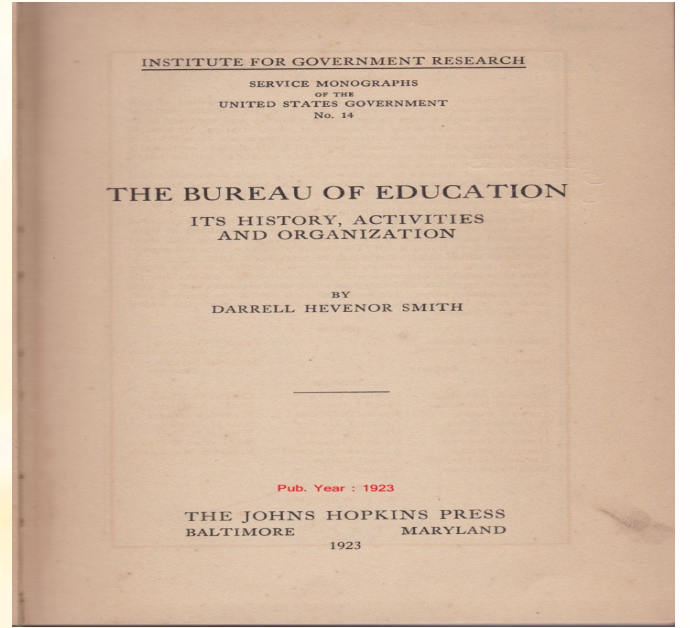 INSTITUTE FOR GOVERNMENT RESEARCH
SERVICE MONOGRAPHS
OF THE
UNITED STATES GOVERNMENT
No. 14
THE BUREAU OF EDUCATION
ITS HISTORY, ACTIVITIES
AND ORGANIZATION
BY
DARRELL HEVENOR SMITH
Pub. Year : 1923
THE JOHNS HOPKINS PRESS
BALTIMORE MARYLAND
1923